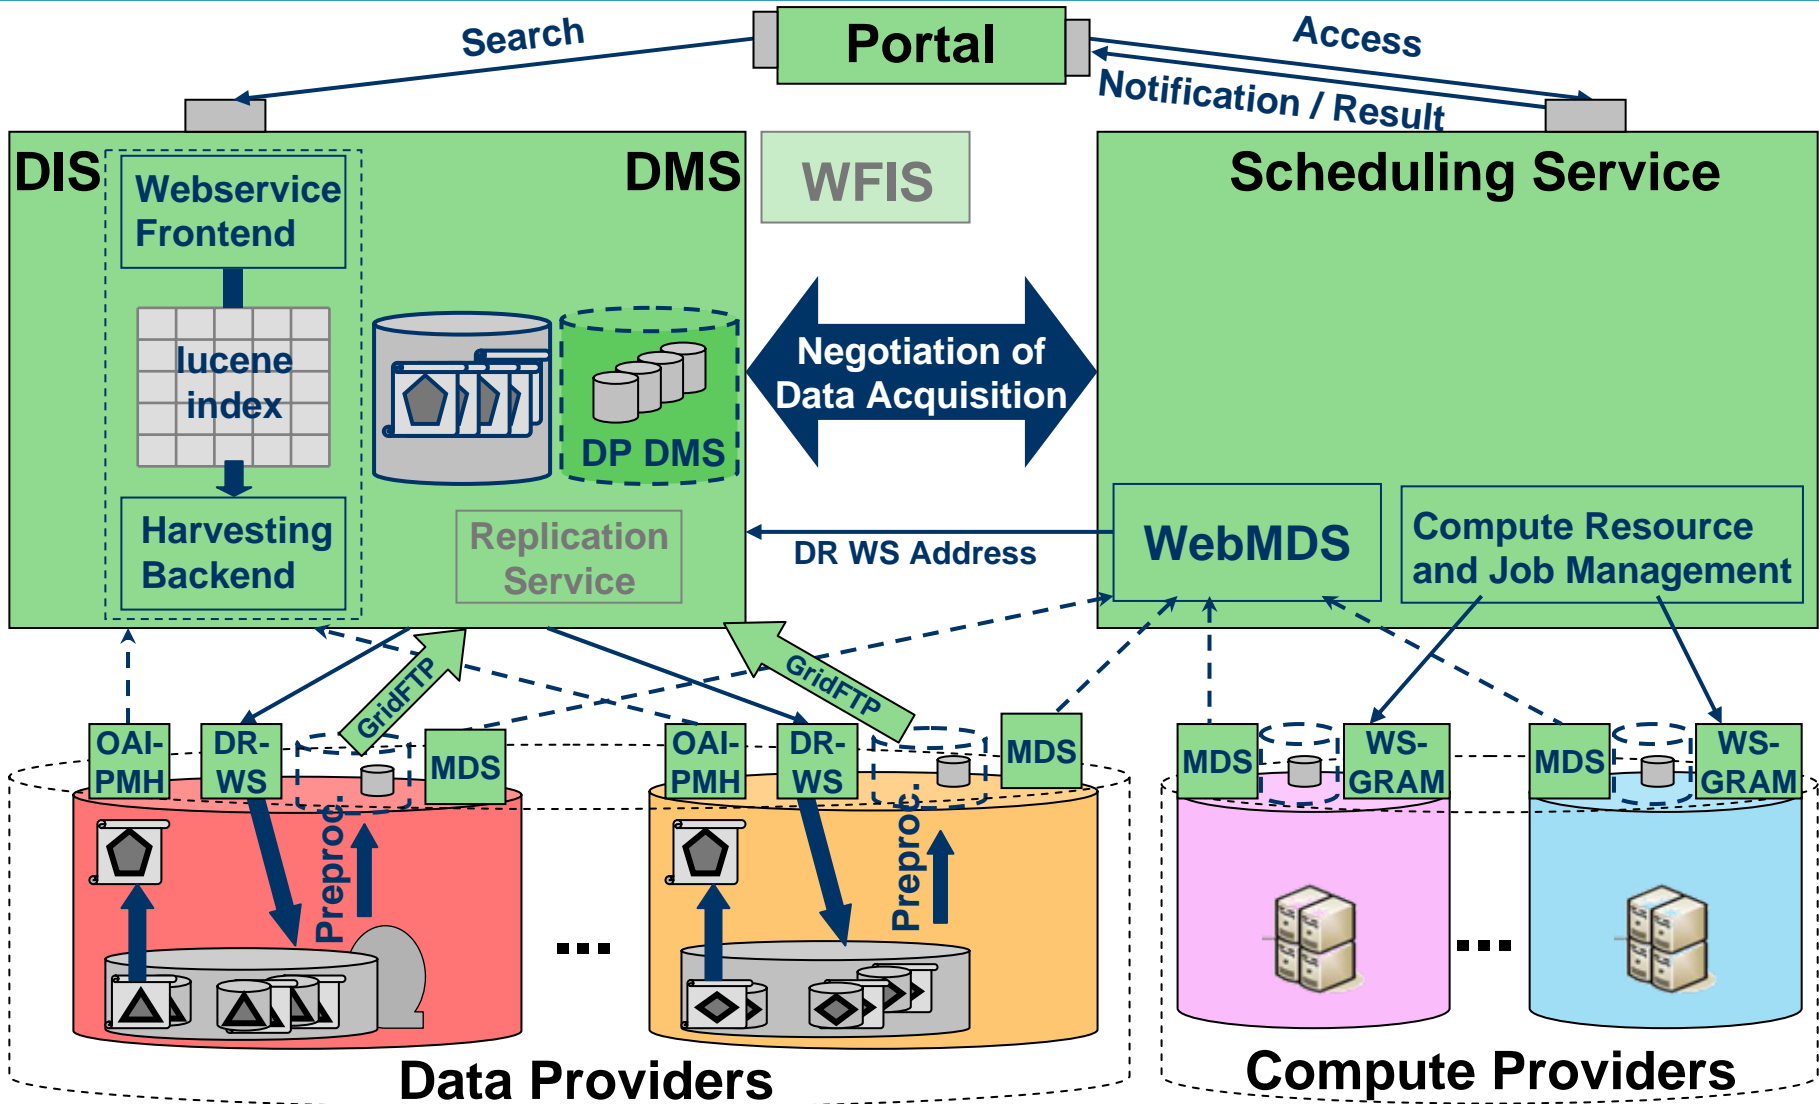 Search
Portal
Access
Notification / Result
DIS
Webservice
Frontend
lucene
index
Harvesting
Backend
DMS
DP DMS
Replication
Service
WFIS
Negotiation of
Data Acquisition
DR WS Address
Scheduling Service
WebMDS
Compute Resource
and Job Management
GridFTP
GridFTP
OAI-
PMH
DR-
WS
MDS
OAI-
PMH
DR-
WS
MDS
MDS
WS-
GRAM
MDS
WS-
GRAM
Preproc.
Preproc.
...
...
Data Providers
Compute Providers